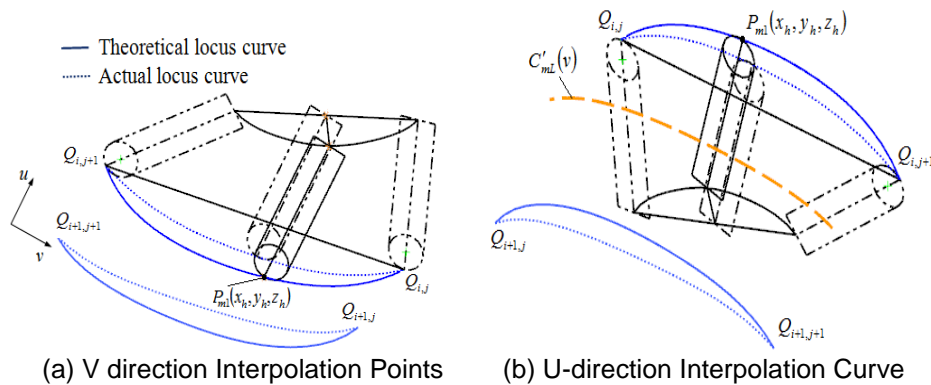 Theoretical locus curve
Actual locus curve
Q_{i,j+1}
u
Q_{i+1,j+1}
v
P_{m1}(x_h, y_h, z_h)
Q_{i,j}
Q_{i+1,j}
(a) V direction Interpolation Points
Q_{i,j}
P_{m1}(x_h, y_h, z_h)
C'_{mL}(v)
Q_{i,j+1}
Q_{i+1,j}
Q_{i+1,j+1}
(b) U-direction Interpolation Curve